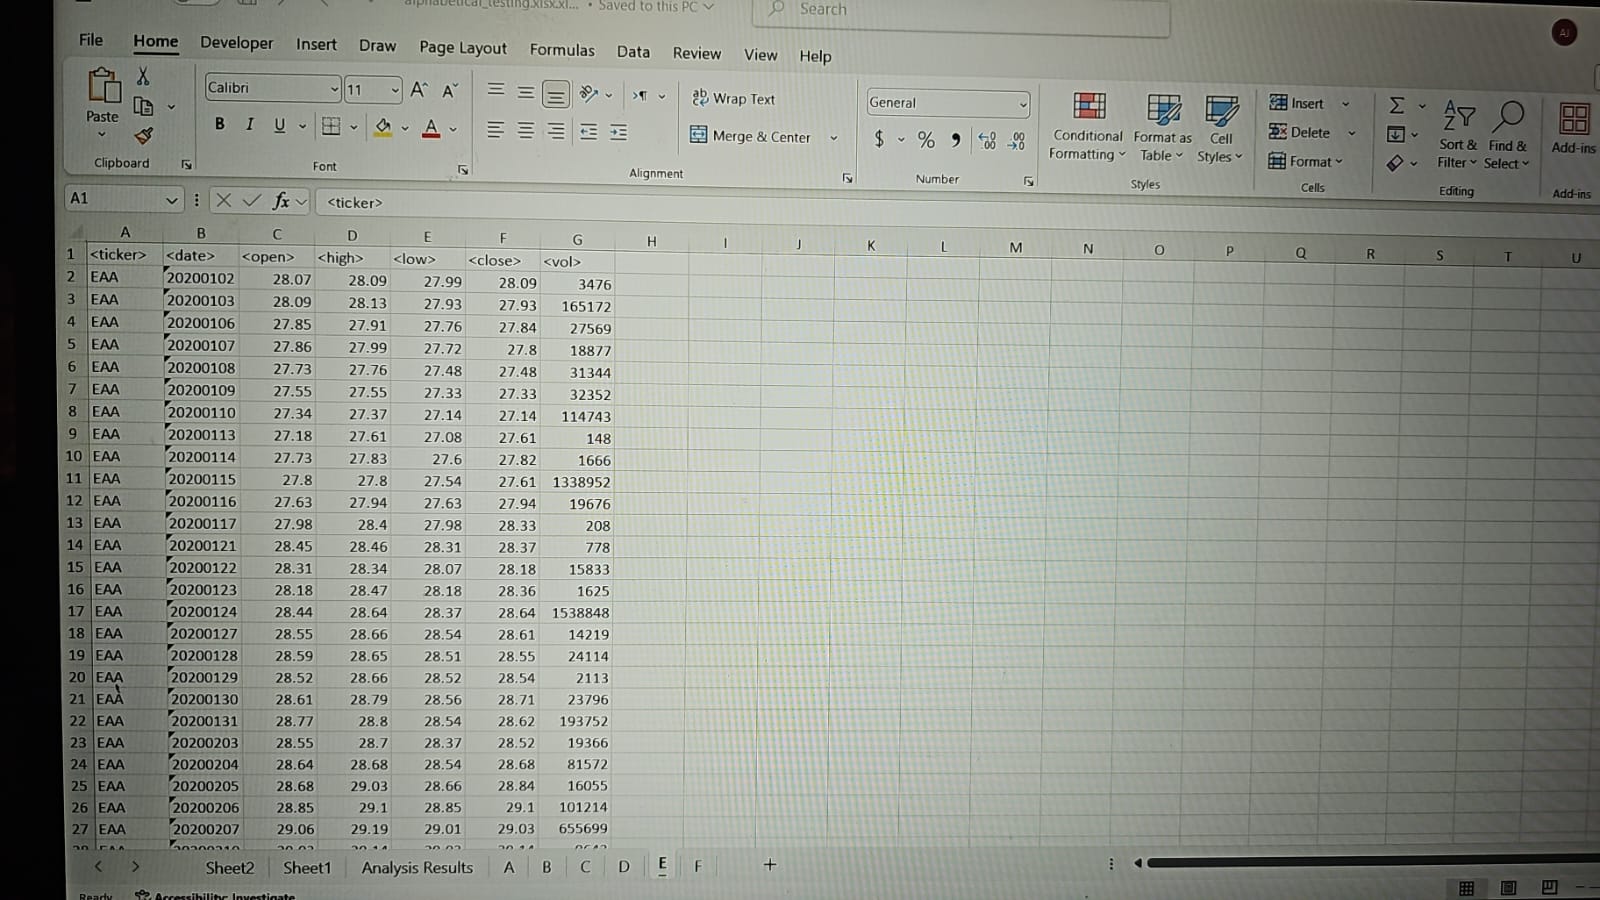 alphabetical_testing.xlsx.xl... • Saved to this PC
Search
AJ
File Home Developer Insert Draw Page Layout Formulas Data Review View Help
Paste
Clipboard
Calibri 11
B I U
Font
Wrap Text
Merge & Center
Alignment
General
$ % 9
Number
Conditional Formatting
Format as Table
Cell Styles
Styles
Insert
Delete
Format
Cells
Sort & Filter
Find & Select
Editing
Add-ins
Add-ins
A1 fx <ticker>
A B C D E F G H I J K L M N O P Q R S T U
1 <ticker> <date> <open> <high> <low> <close> <vol>
2 EAA 20200102 28.07 28.09 27.99 28.09 3476
3 EAA 20200103 28.09 28.13 27.93 27.93 165172
4 EAA 20200106 27.85 27.91 27.76 27.84 27569
5 EAA 20200107 27.86 27.99 27.72 27.8 18877
6 EAA 20200108 27.73 27.76 27.48 27.48 31344
7 EAA 20200109 27.55 27.55 27.33 27.33 32352
8 EAA 20200110 27.34 27.37 27.14 27.14 114743
9 EAA 20200113 27.18 27.61 27.08 27.61 148
10 EAA 20200114 27.73 27.83 27.6 27.82 1666
11 EAA 20200115 27.8 27.8 27.54 27.61 1338952
12 EAA 20200116 27.63 27.94 27.63 27.94 19676
13 EAA 20200117 27.98 28.4 27.98 28.33 208
14 EAA 20200121 28.45 28.46 28.31 28.37 778
15 EAA 20200122 28.31 28.34 28.07 28.18 15833
16 EAA 20200123 28.18 28.47 28.18 28.36 1625
17 EAA 20200124 28.44 28.64 28.37 28.64 1538848
18 EAA 20200127 28.55 28.66 28.54 28.61 14219
19 EAA 20200128 28.59 28.65 28.51 28.55 24114
20 EAA 20200129 28.52 28.66 28.52 28.54 2113
21 EAA 20200130 28.61 28.79 28.56 28.71 23796
22 EAA 20200131 28.77 28.8 28.54 28.62 193752
23 EAA 20200203 28.55 28.7 28.37 28.52 19366
24 EAA 20200204 28.64 28.68 28.54 28.68 81572
25 EAA 20200205 28.68 29.03 28.66 28.84 16055
26 EAA 20200206 28.85 29.1 28.85 29.1 101214
27 EAA 20200207 29.06 29.19 29.01 29.03 655699
Sheet2 Sheet1 Analysis Results A B C D E F
Ready Accessibility: Investigate